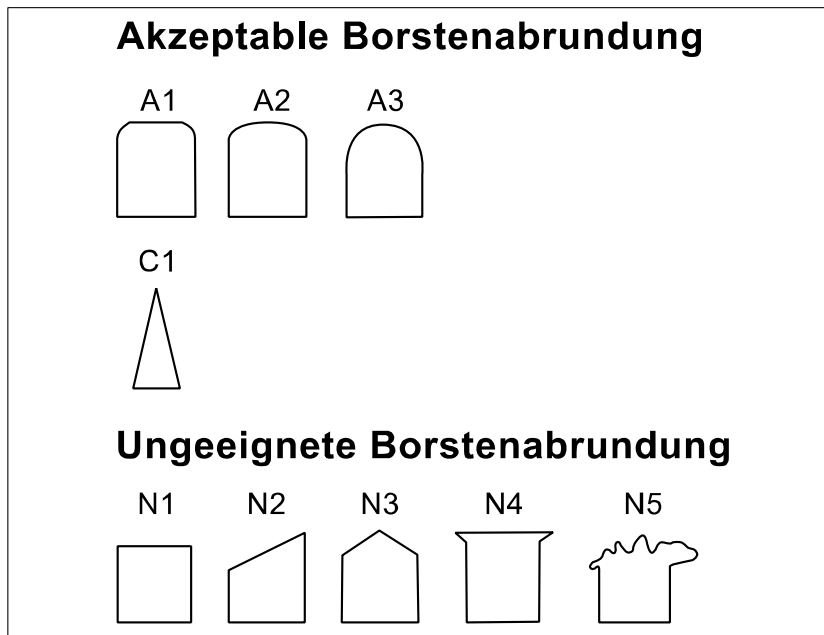 Akzeptable Borstenabrundung
A1 A2 A3
C1
Ungeeignete Borstenabrundung
N1 N2 N3 N4 N5